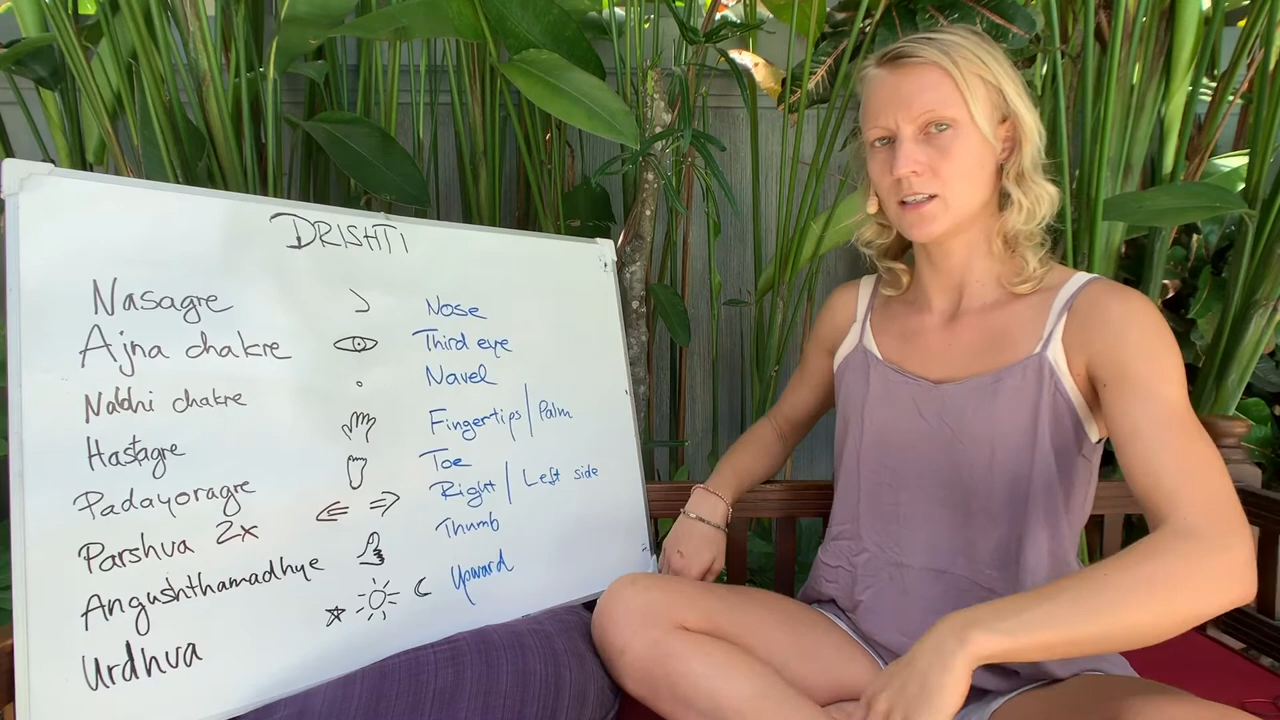 DRISHTI
Nasagre Nose
Ajna chakre Third eye
Nabhi chakre Navel
Hastagre Fingertips / Palm
Padayoragre Toe
Parshva 2x Right / Left side
Angushthamadhye Thumb
Urdhva Upward